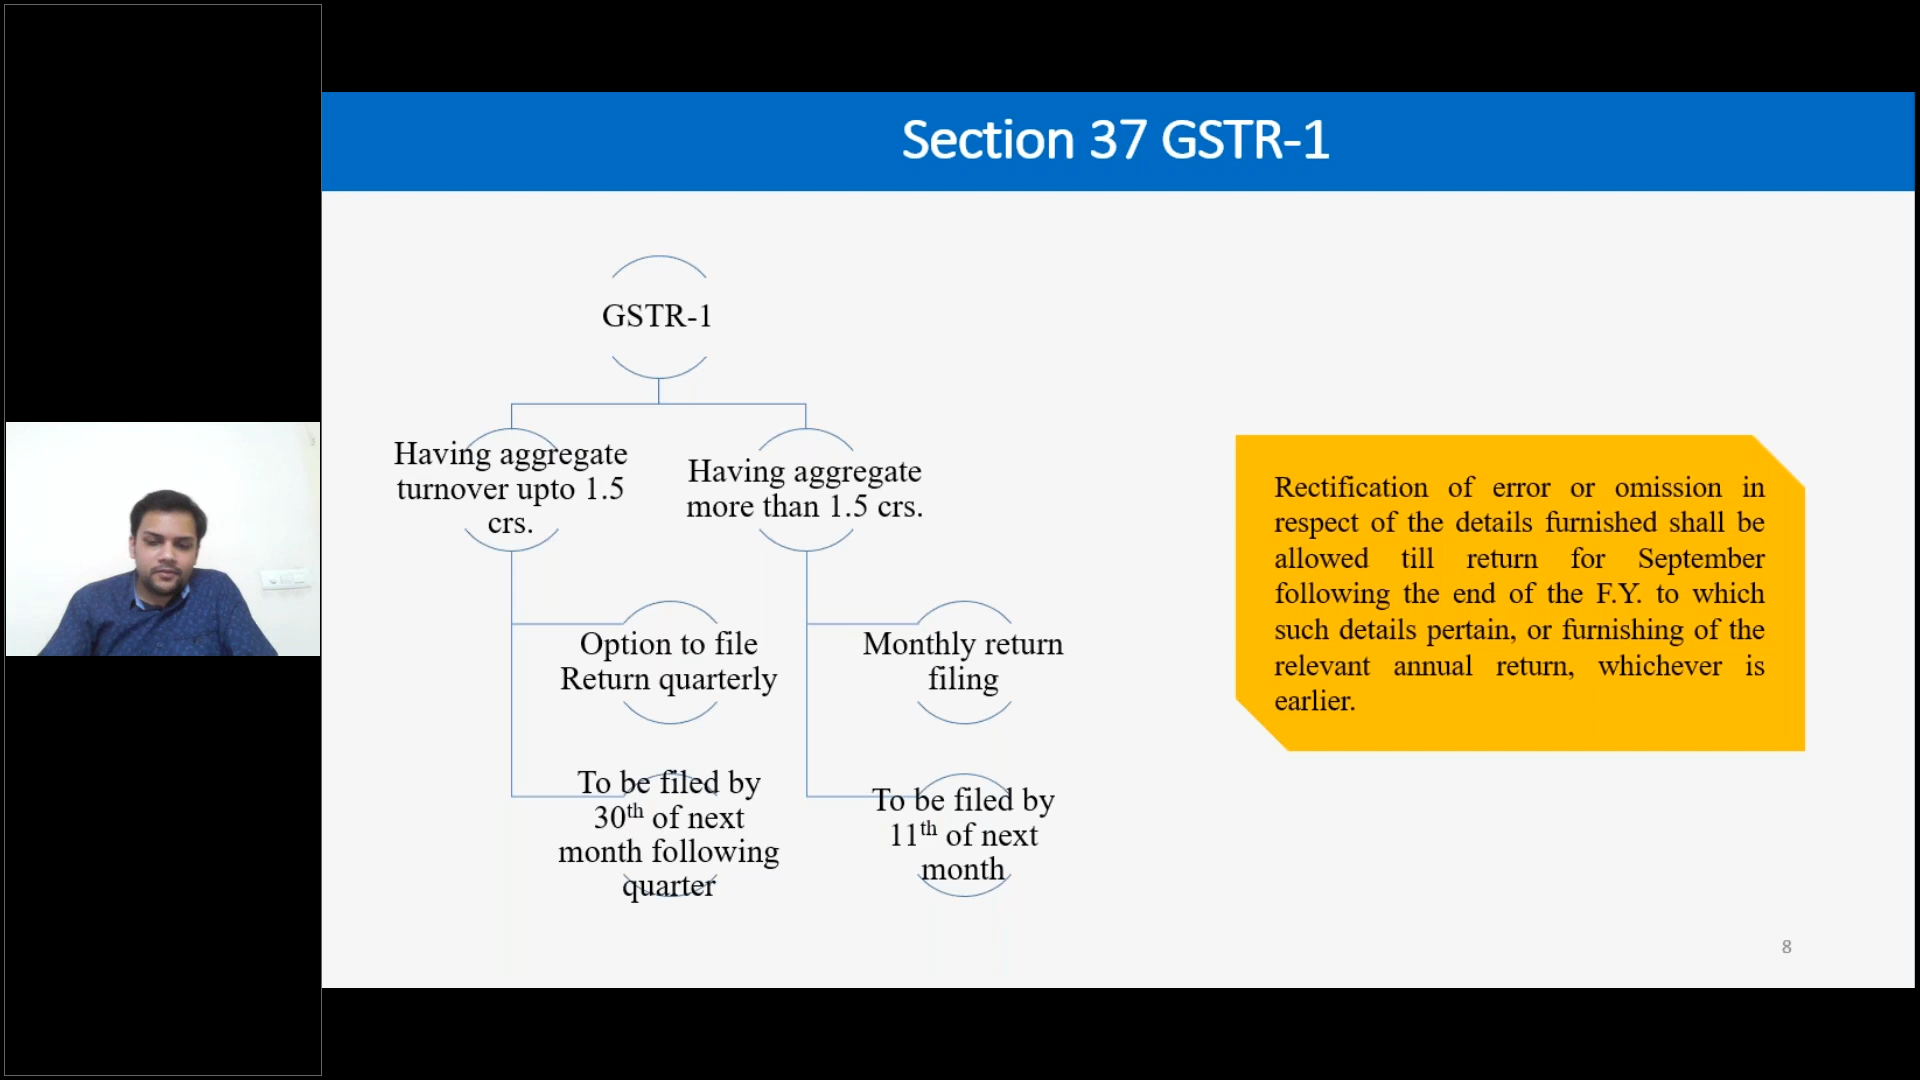 Section 37 GSTR-1
GSTR-1
Having aggregate
turnover upto 1.5
crs.
Having aggregate
more than 1.5 crs.
Option to file
Return quarterly
Monthly return
filing
To be filed by
30th of next
month following
quarter
To be filed by
11th of next
month
Rectification of error or omission in
respect of the details furnished shall be
allowed till return for September
following the end of the F.Y. to which
such details pertain, or furnishing of the
relevant annual return, whichever is
earlier.
8